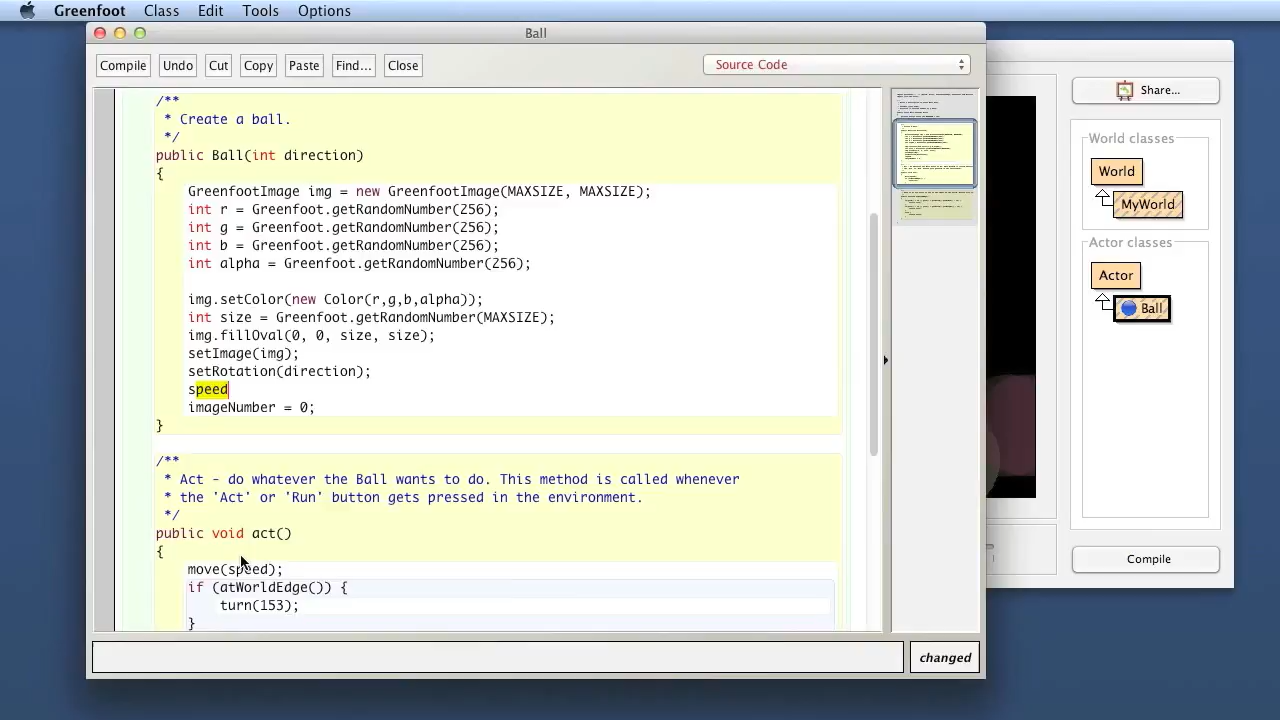 Greenfoot Class Edit Tools Options
Ball
Compile Undo Cut Copy Paste Find... Close Source Code
/**
* Create a ball.
*/
public Ball(int direction)
{
GreenfootImage img = new GreenfootImage(MAXSIZE, MAXSIZE);
int r = Greenfoot.getRandomNumber(256);
int g = Greenfoot.getRandomNumber(256);
int b = Greenfoot.getRandomNumber(256);
int alpha = Greenfoot.getRandomNumber(256);
img.setColor(new Color(r,g,b,alpha));
int size = Greenfoot.getRandomNumber(MAXSIZE);
img.fillOval(0, 0, size, size);
setImage(img);
setRotation(direction);
speed
imageNumber = 0;
}
/**
* Act - do whatever the Ball wants to do. This method is called whenever
* the 'Act' or 'Run' button gets pressed in the environment.
*/
public void act()
{
move(speed);
if (atWorldEdge()) {
turn(153);
}
changed
Share...
World classes
World
MyWorld
Actor classes
Actor
Ball
Compile